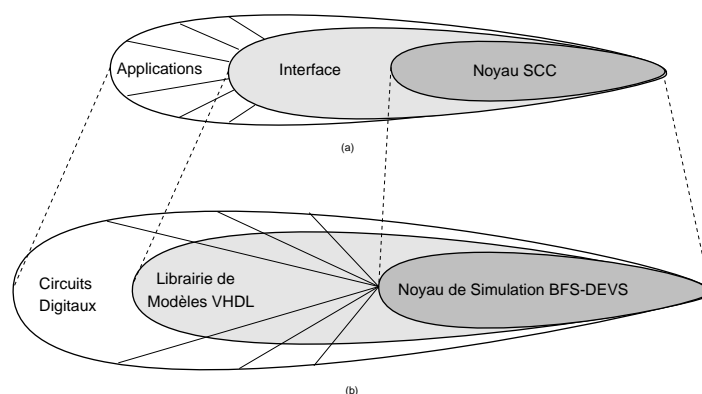 Applications
Interface
Noyau SCC
(a)
Circuits
Digitaux
Librairie de
Modèles VHDL
Noyau de Simulation BFS-DEVS
(b)